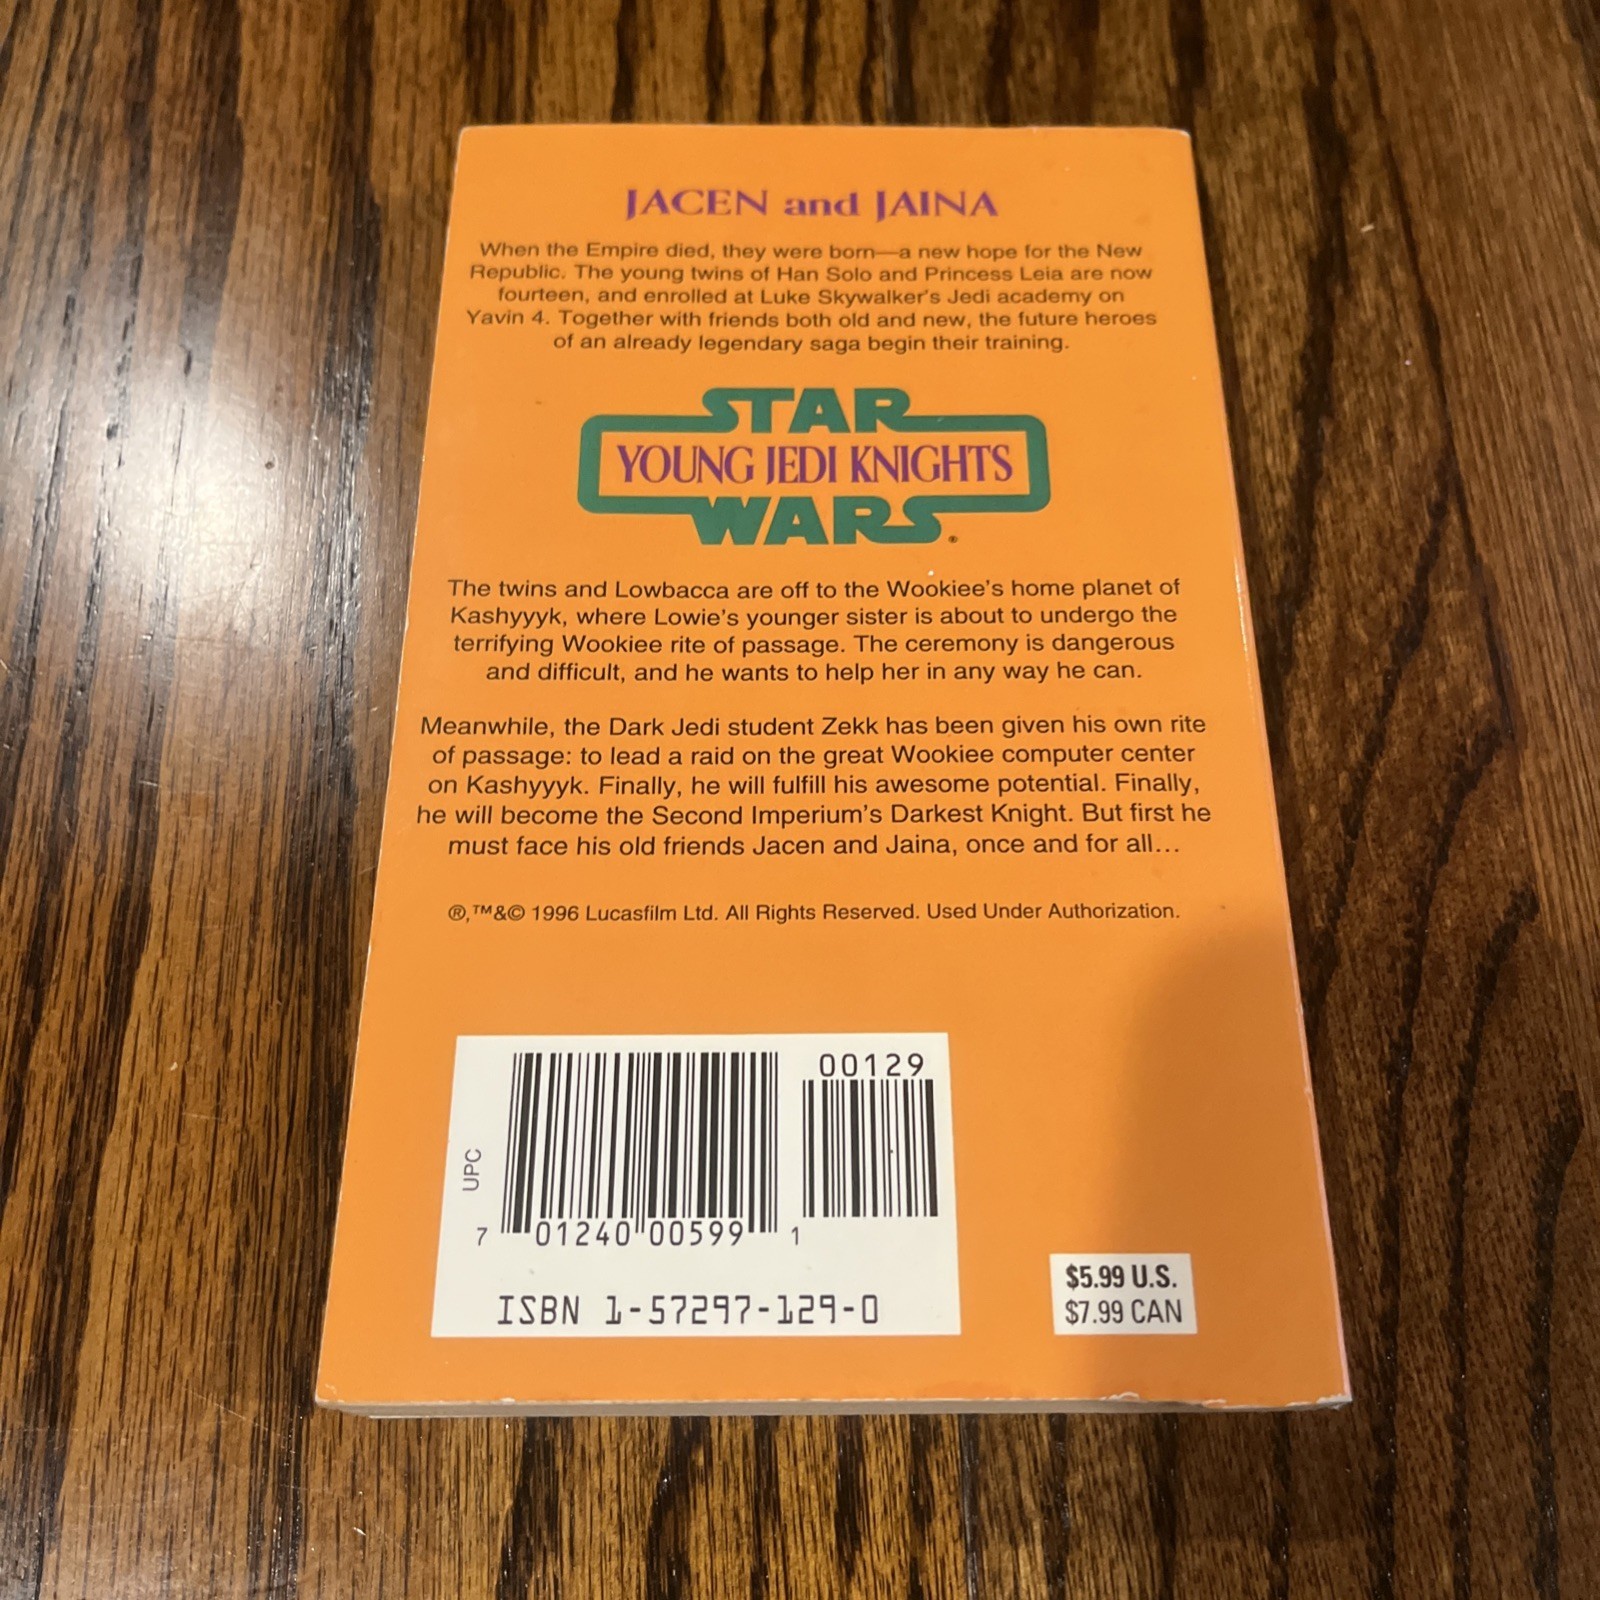 JACEN and JAINA
When the Empire died, they were born—a new hope for the New
Republic. The young twins of Han Solo and Princess Leia are now
fourteen, and enrolled at Luke Skywalker's Jedi academy on
Yavin 4. Together with friends both old and new, the future heroes
of an already legendary saga begin their training.
STAR
YOUNG JEDI KNIGHTS
WARS®
The twins and Lowbacca are off to the Wookiee's home planet of
Kashyyyk, where Lowie's younger sister is about to undergo the
terrifying Wookiee rite of passage. The ceremony is dangerous
and difficult, and he wants to help her in any way he can.
Meanwhile, the Dark Jedi student Zekk has been given his own rite
of passage: to lead a raid on the great Wookiee computer center
on Kashyyyk. Finally, he will fulfill his awesome potential. Finally,
he will become the Second Imperium's Darkest Knight. But first he
must face his old friends Jacen and Jaina, once and for all...
®,™&© 1996 Lucasfilm Ltd. All Rights Reserved. Used Under Authorization.
00129
UPC
7 01240 00599 1
ISBN 1-57297-129-0
$5.99 U.S.
$7.99 CAN